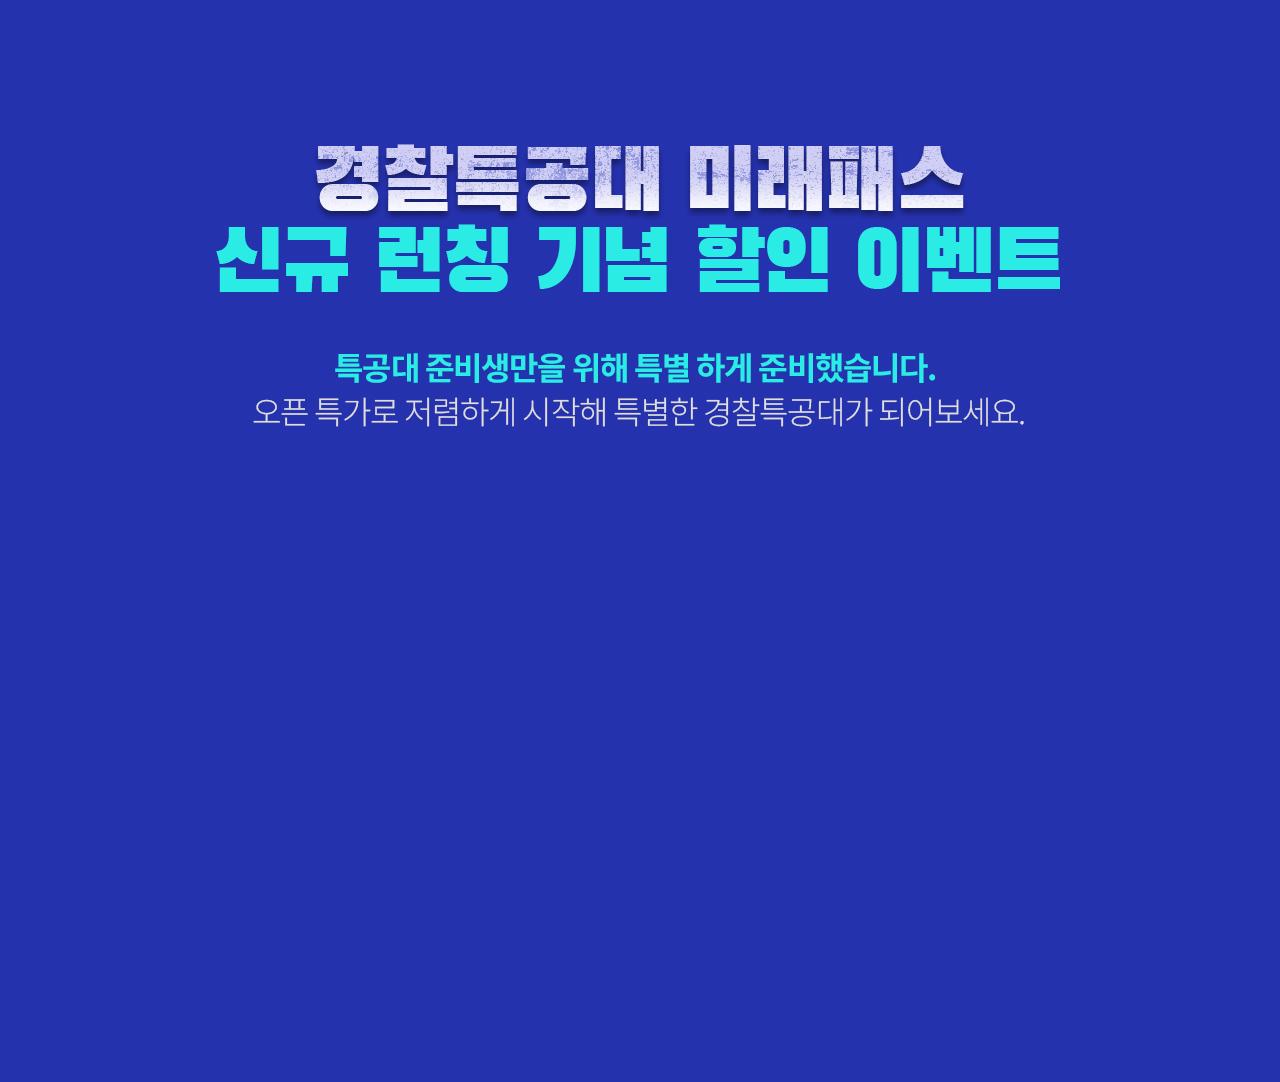 경찰특공대 미래패스
신규 런칭 기념 할인 이벤트
특공대 준비생만을 위해 특별 하게 준비했습니다.
오픈 특가로 저렴하게 시작해 특별한 경찰특공대가 되어보세요.